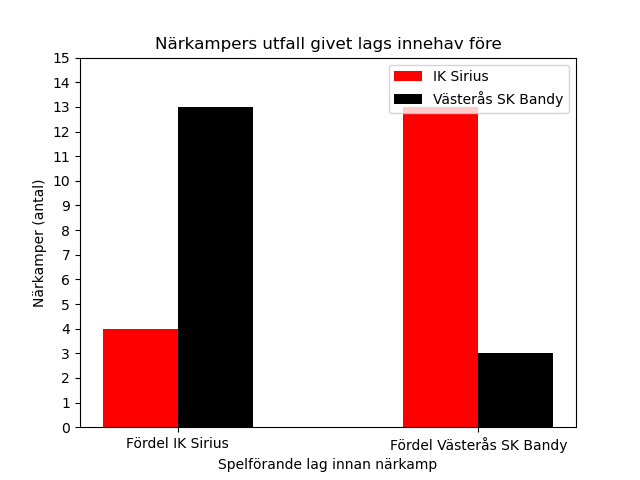 Närkampers utfall givet lags innehav före
IK Sirius
Västerås SK Bandy
15
14
13
12
11
10
9
8
7
6
5
4
3
2
1
0
Närkamper (antal)
Fördel IK Sirius
Fördel Västerås SK Bandy
Spelförande lag innan närkamp